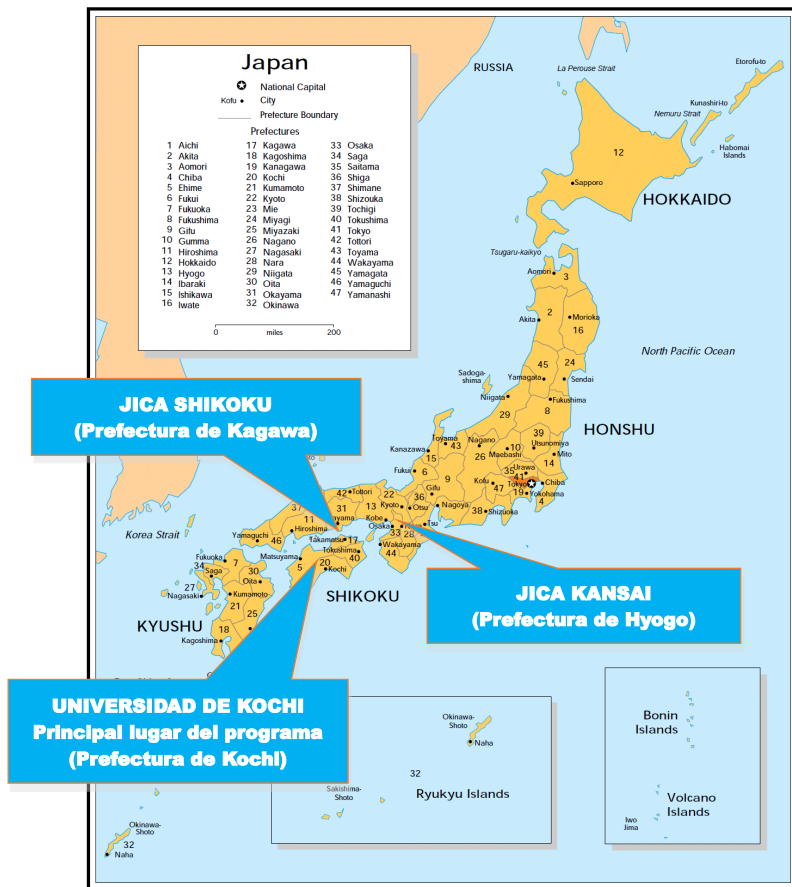 Japan
National Capital
Kofu City
Prefecture Boundary
Prefectures
1 Aichi
2 Akita
3 Aomori
4 Chiba
5 Ehime
6 Fukui
7 Fukuoka
8 Fukushima
9 Gifu
10 Gumma
11 Hiroshima
12 Hokkaido
13 Hyogo
14 Ibaraki
15 Ishikawa
16 Iwate
17 Kagawa
18 Kagoshima
19 Kanagawa
20 Kochi
21 Kumamoto
22 Kyoto
23 Mie
24 Miyagi
25 Miyazaki
26 Nagano
27 Nagasaki
28 Nara
29 Niigata
30 Oita
31 Okayama
32 Okinawa
33 Osaka
34 Saga
35 Saitama
36 Shiga
37 Shimane
38 Shizouka
39 Tochigi
40 Tokushima
41 Tokyo
42 Tottori
43 Toyama
44 Wakayama
45 Yamagata
46 Yamaguchi
47 Yamanashi
0 miles 200
RUSSIA
La Perouse Strait
Etorofu-to
Kunashiri-to
Nemuru Strait
Habomai
Islands
12
Sapporo
HOKKAIDO
Tsugaru-kaikyo
Aomori
3
2
Akita
Morioka
16
North Pacific Ocean
45
24
Sadoga-
shima
Yamagata
Sendai
Niigata
Fukushima
8
29
HONSHU
JICA SHIKOKU
(Prefectura de Kagawa)
Toyama
43
Nagano
39
Utsunomiya
Kanazawa
15
26
10
Maebashi
Mito
14
Fukui
6
9
35
Urawa
41
Kofu
47
Tokyo
Chiba
19
Yokohama
4
42
Tottori
22
36
Gifu
31
13
Kyoto
Otsu
Nagoya
38
Shizuoka
37
11
yama
Kobe
Osaka
Tsu
33
28
Korea Strait
Hiroshima
Takamatsu
17
Yamaguchi
46
Tokushima
40
Wakayama
44
Fukuoka
Matsuyama
5
20
Kochi
34
Saga
7
30
Oita
27
Nagasaki
Kumamoto
21
25
SHIKOKU
KYUSHU
18
Kagoshima
JICA KANSAI
(Prefectura de Hyogo)
UNIVERSIDAD DE KOCHI
Principal lugar del programa
(Prefectura de Kochi)
Okinawa-
Shoto
Naha
32
Sakishima-
Shoto
Ryukyu Islands
Bonin
Islands
Volcano
Islands
Iwo
Jima
Okinawa-
Shoto
32
Naha